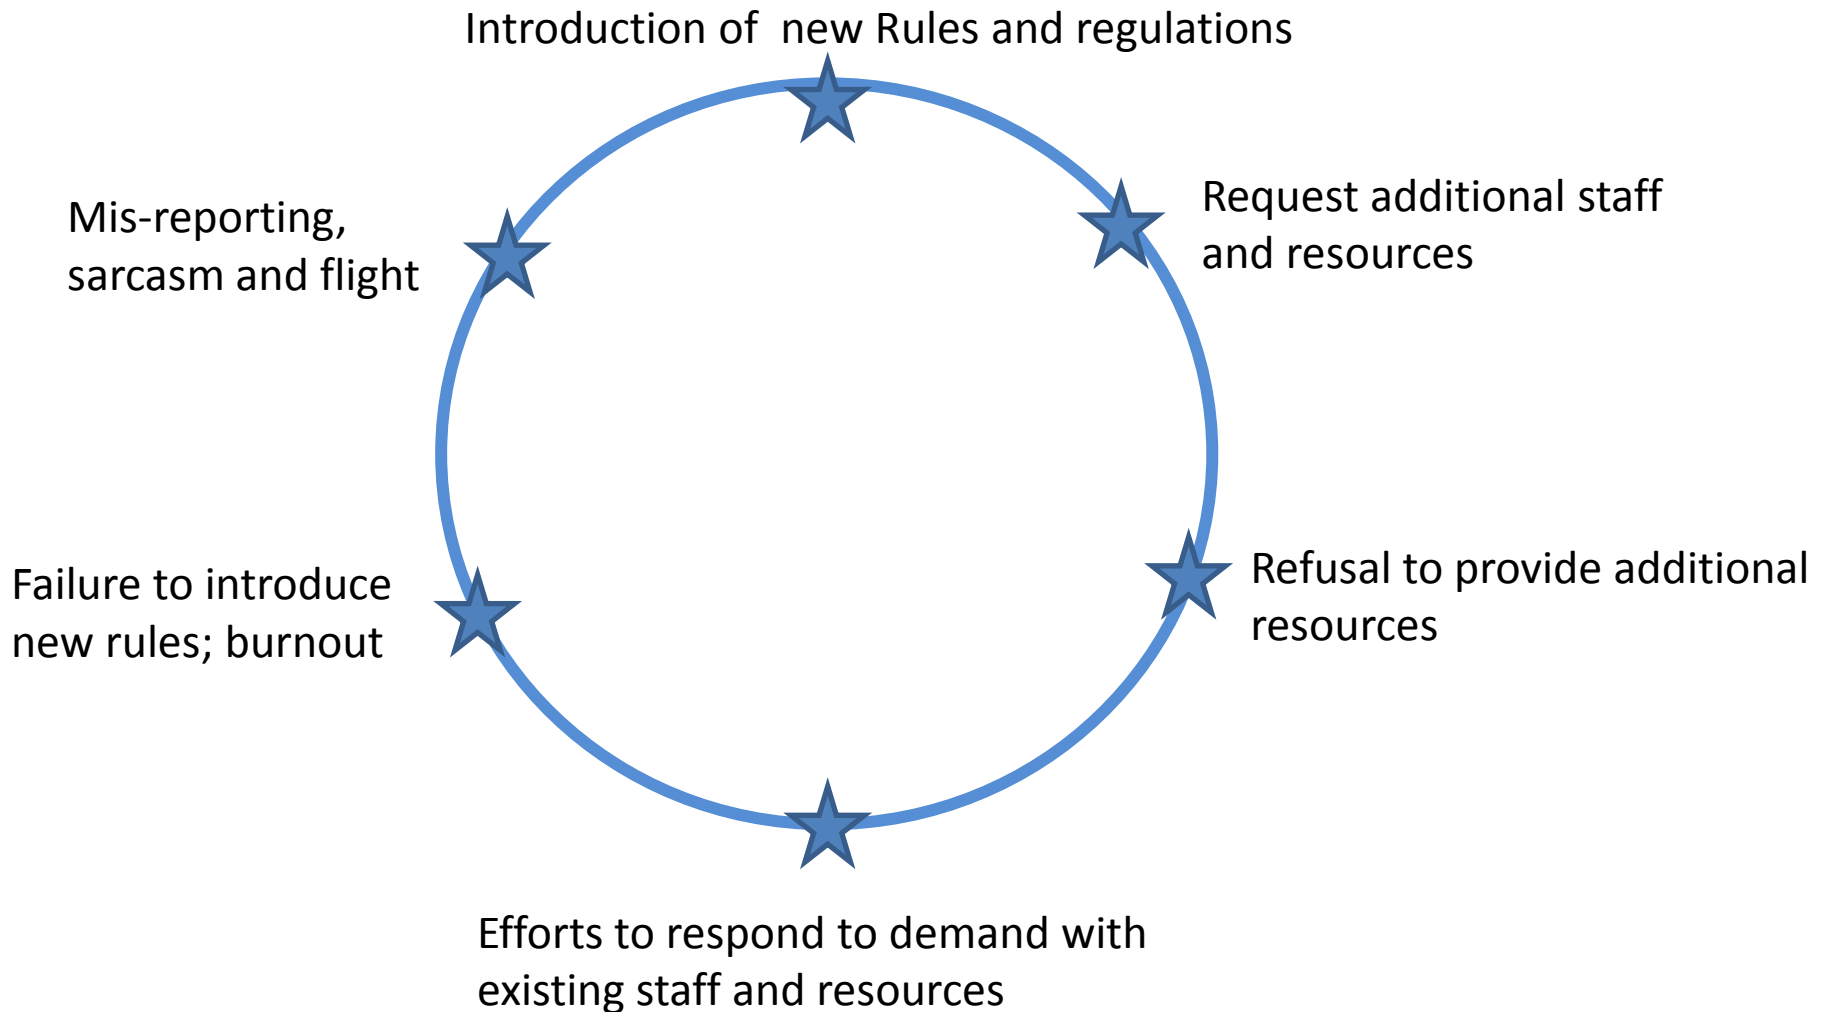 Introduction of  new Rules and regulations
Request additional staff
and resources
Refusal to provide additional
resources
Efforts to respond to demand with
existing staff and resources
Failure to introduce
new rules; burnout
Mis-reporting,
sarcasm and flight